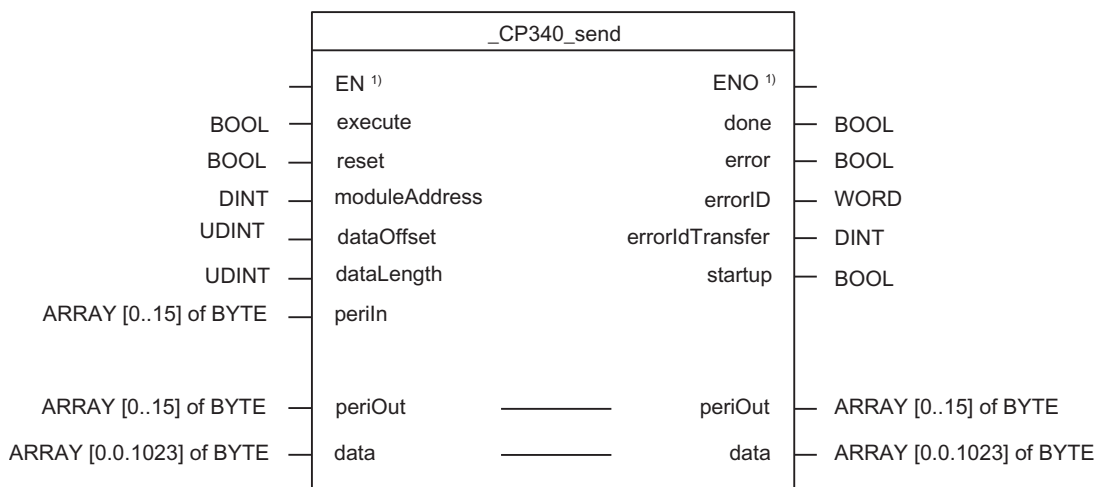 _CP340_send
EN 1) ENO 1)
BOOL execute done BOOL
BOOL reset error BOOL
DINT moduleAddress errorID WORD
UDINT dataOffset errorIdTransfer DINT
UDINT dataLength startup BOOL
ARRAY [0..15] of BYTE periIn
ARRAY [0..15] of BYTE periOut periOut ARRAY [0..15] of BYTE
ARRAY [0.0.1023] of BYTE data data ARRAY [0.0.1023] of BYTE